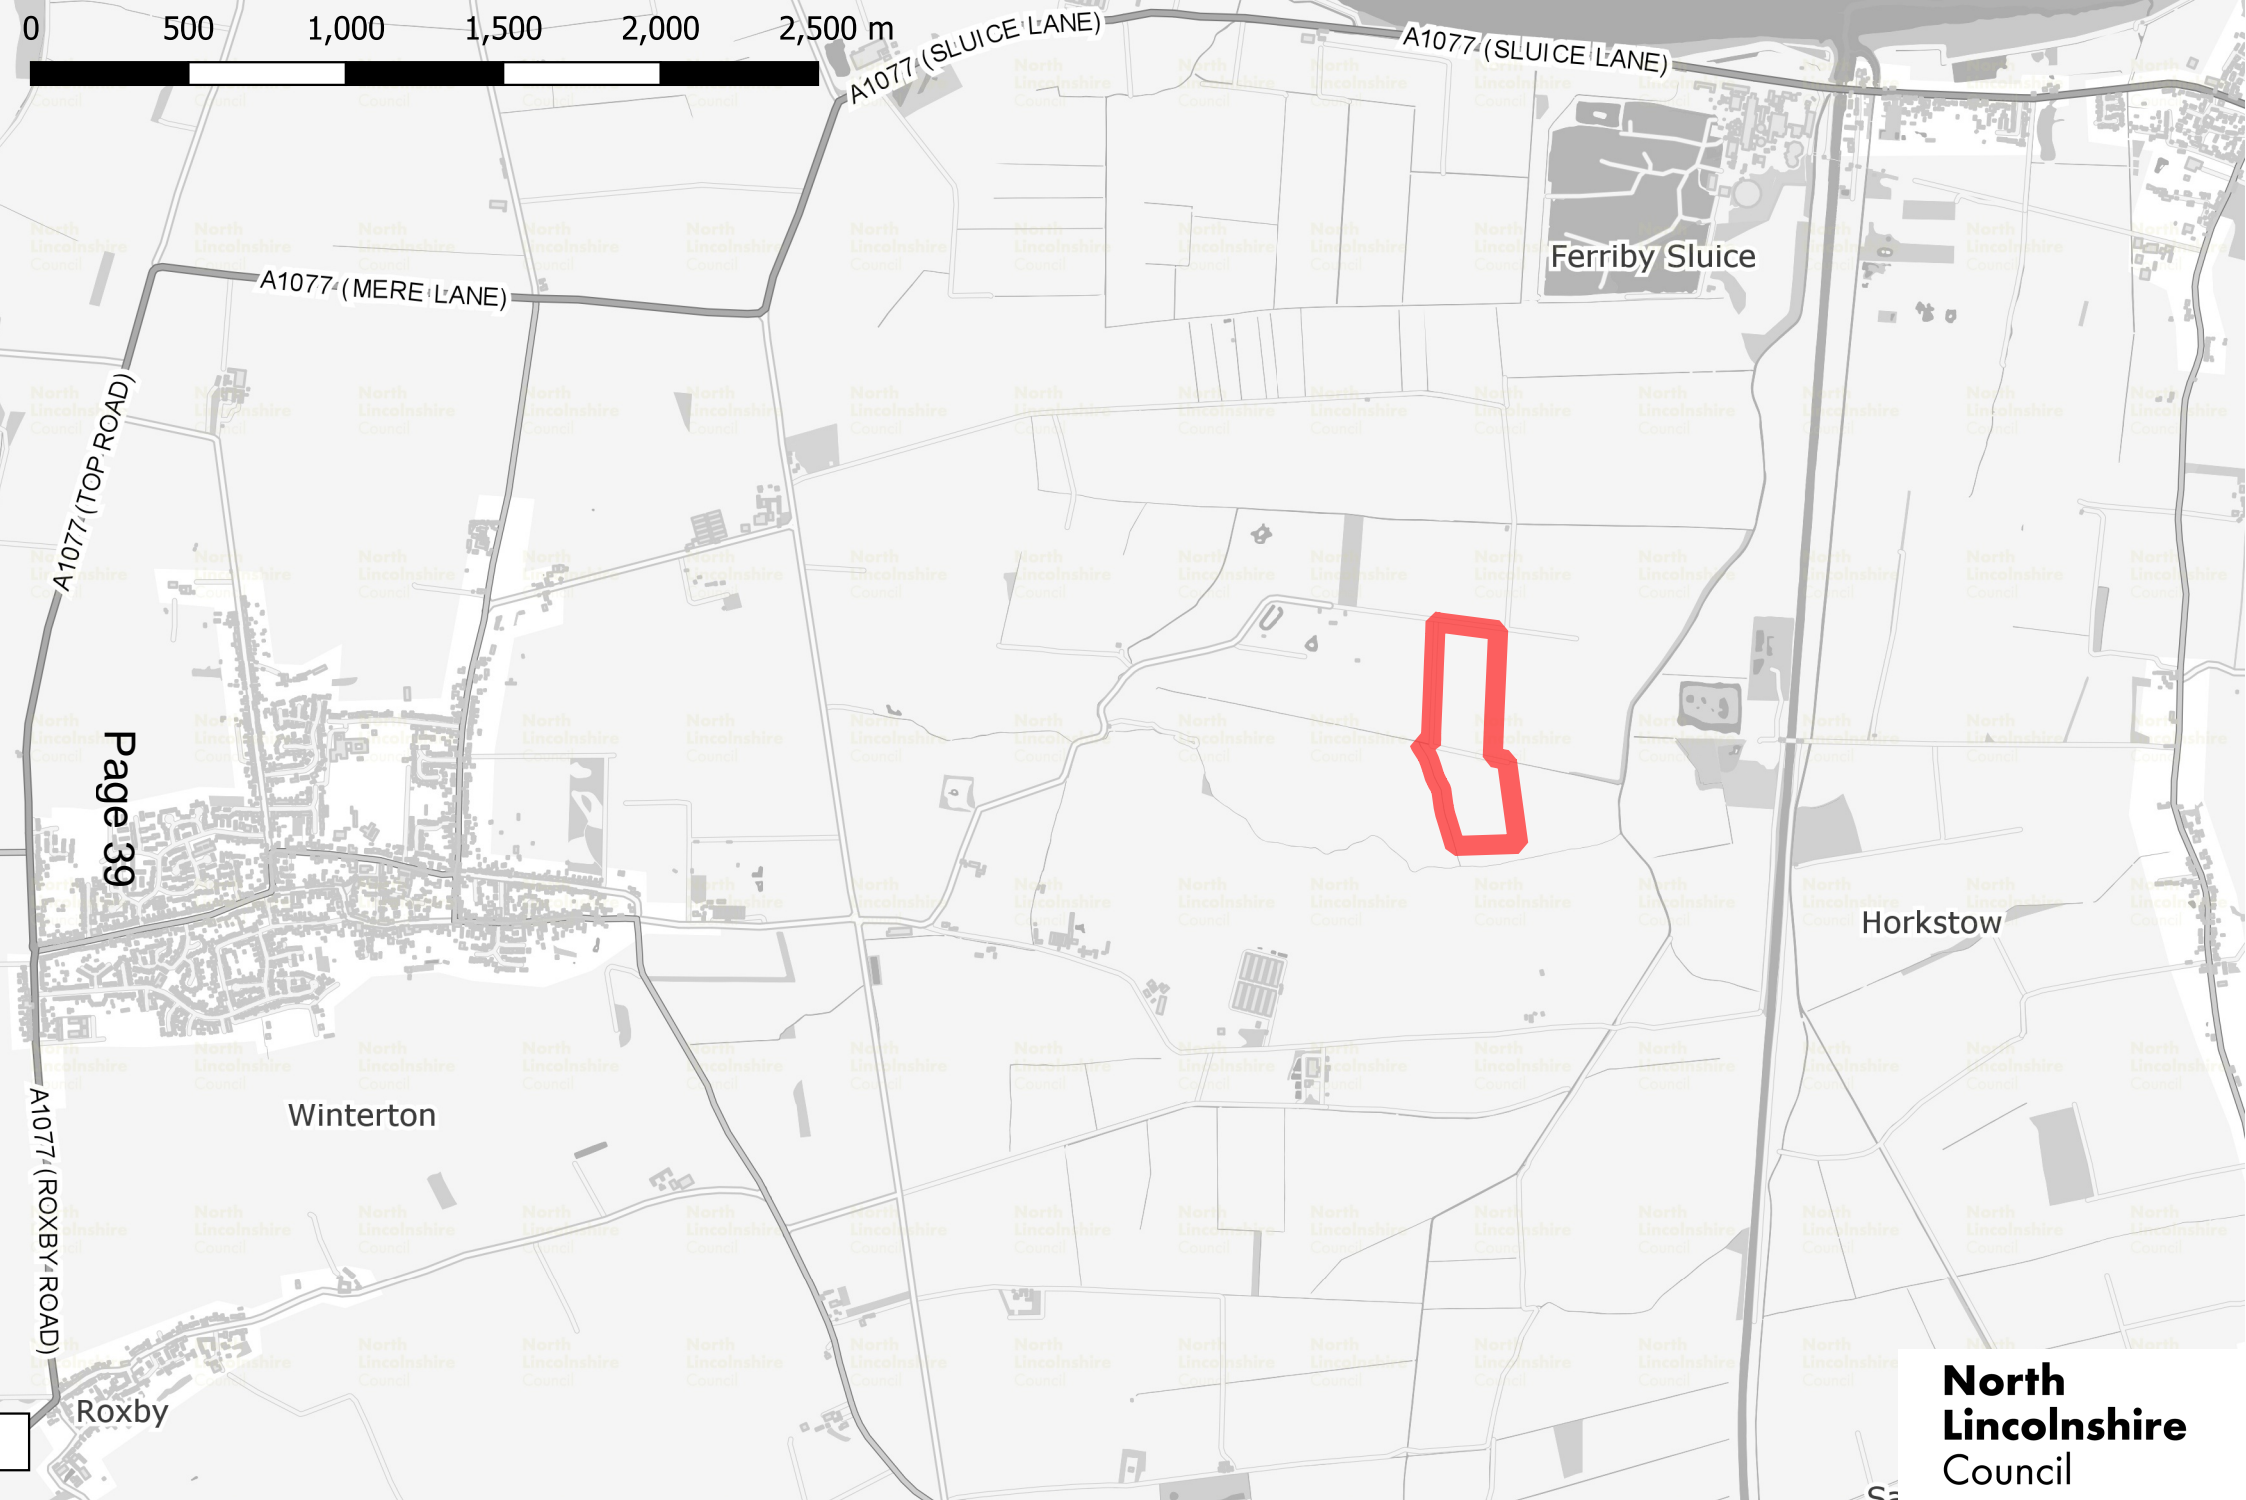 0 500 1,000 1,500 2,000 2,500 m
A1077 (SLUICE LANE)
A1077 (SLUICE LANE)
Ferriby Sluice
A1077 (MERE LANE)
A1077 (TOP ROAD)
Page 39
Horkstow
Winterton
A1077 (ROXBY ROAD)
Roxby
North
Lincolnshire
Council
Sa